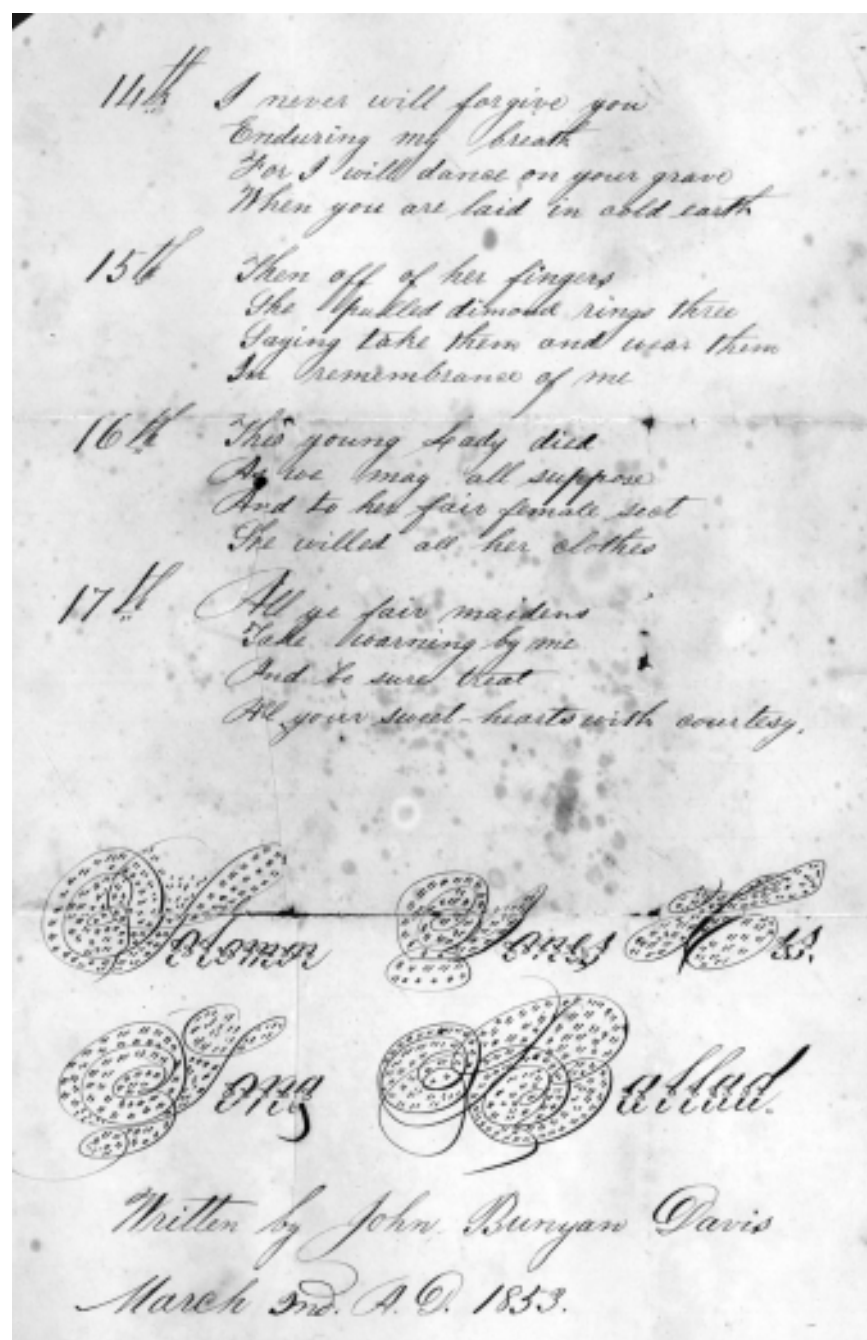 14th I never will forgive you
Enduring my breath
For I will dance on your grave
When you are laid in cold earth
15th Then off of her fingers
She pulled dimond rings three
Saying take them and wear them
In remembrance of me
16th This young Lady died
As we may all suppose
And to her fair female sect
She willed all her clothes
17th All ye fair maidens
Take warning by me
And be sure treat
All your sweet-hearts with courtesy.
Solomon Jones
Song Ballad.
Written by John Bunyan Davis
March 2nd. A.D. 1853.